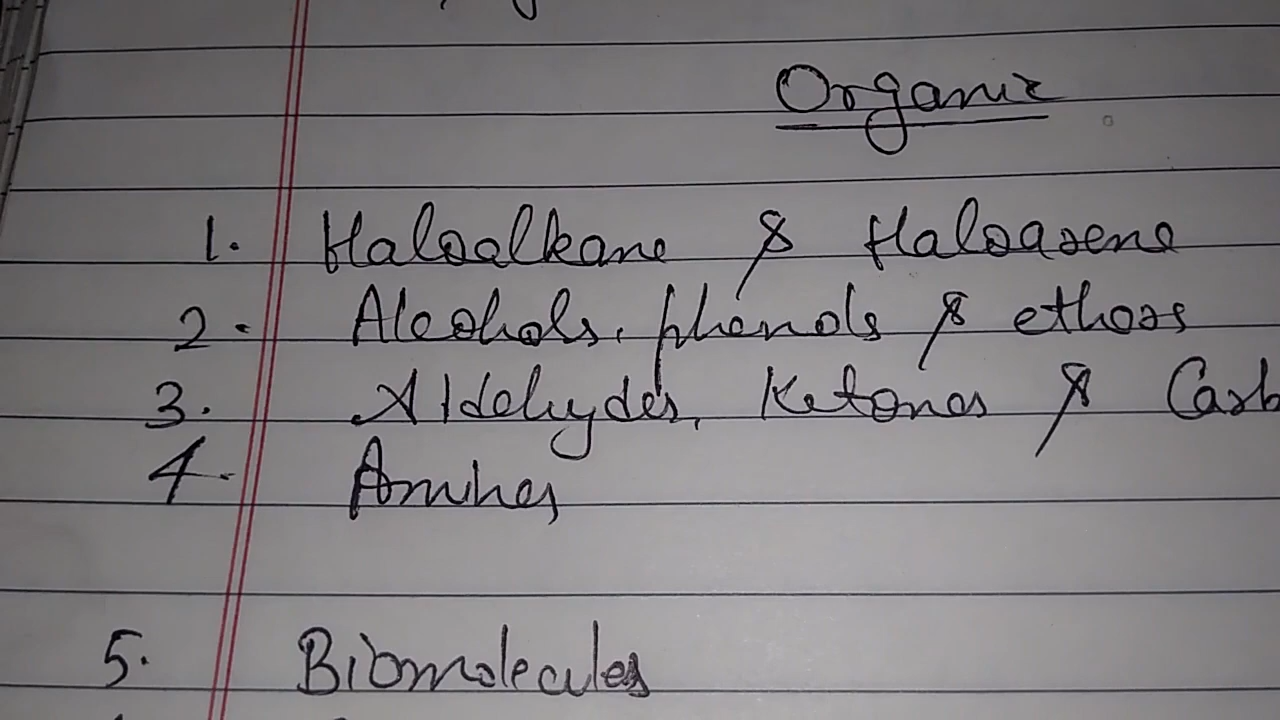 Organic
1. Haloalkane & Haloarene
2. Alcohols, phenols & ethers
3. Aldehydes, Ketones & Carb
4. Amines
5. Biomolecules